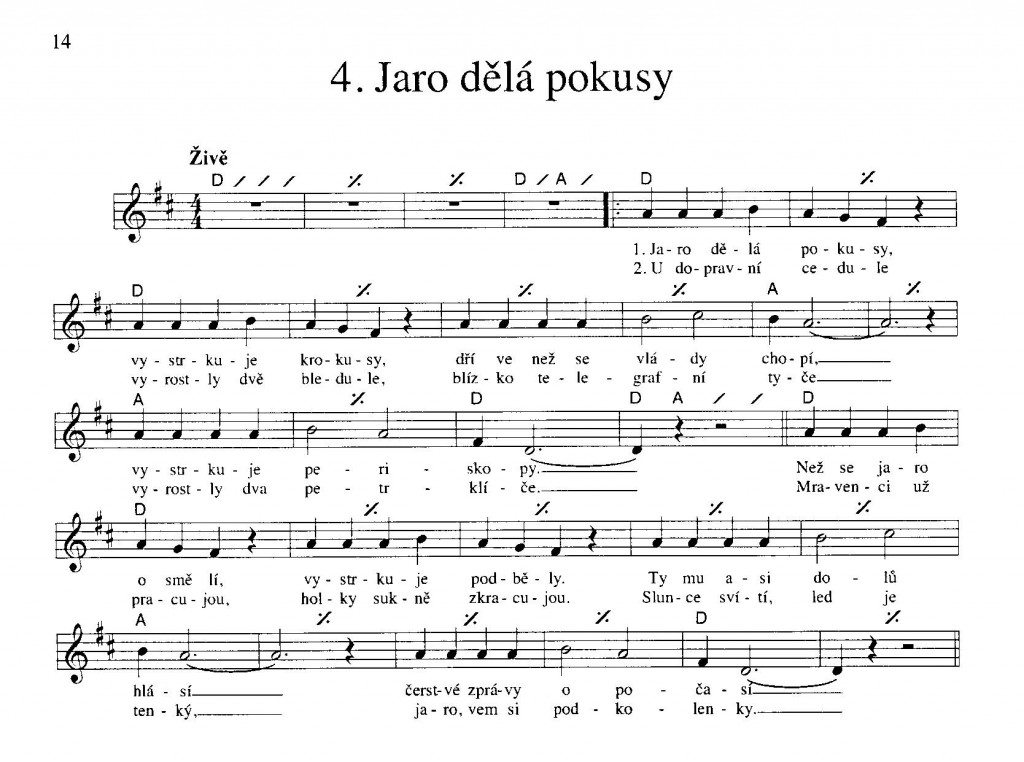 14
4. Jaro dělá pokusy
Živě
D / / / ٪ ٪ D / A / D ٪
1. Ja- ro dě - lá po - ku - sy,
2. U do - prav - ní ce - du - le
D ٪ ٪ ٪ A ٪
vy - str - ku - je kro - ku - sy, dří ve než se vlá - dy cho - pí,
vy - rost - ly dvě ble - du - le, blíz - ko te - le - graf - ní ty - če
A ٪ D D A / / D
vy - str - ku - je pe - ri - sko - py. Než se ja - ro
vy - rost - ly dva pe - tr - klí - če. Mra - ven - ci už
D ٪ ٪ ٪ ٪
o smě lí, vy - str - ku - je pod - bě - ly. Ty mu a - si do - lů
pra - cu - jou, hol - ky suk - ně zkra - cu - jou. Slun - ce sví - tí, led je
A ٪ ٪ ٪ D ٪
hlá - sí čerst - vé zprá - vy o po - ča - sí
ten - ký, ja - ro, vem si pod - ko - len - ky.